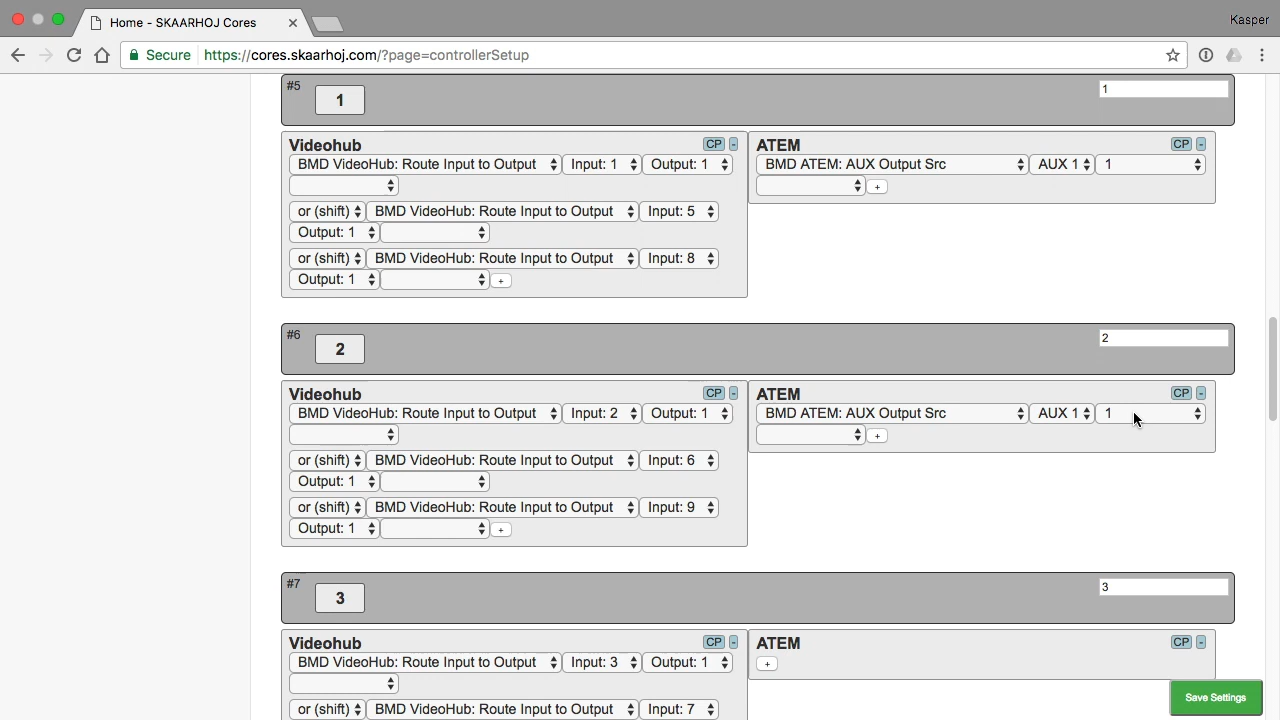 Home - SKAARHOJ Cores
Kasper
Secure https://cores.skaarhoj.com/?page=controllerSetup
#5 1 1
Videohub CP -
BMD VideoHub: Route Input to Output Input: 1 Output: 1
or (shift) BMD VideoHub: Route Input to Output Input: 5
Output: 1
or (shift) BMD VideoHub: Route Input to Output Input: 8
Output: 1 +
ATEM CP -
BMD ATEM: AUX Output Src AUX 1 1
+
#6 2 2
Videohub CP -
BMD VideoHub: Route Input to Output Input: 2 Output: 1
or (shift) BMD VideoHub: Route Input to Output Input: 6
Output: 1
or (shift) BMD VideoHub: Route Input to Output Input: 9
Output: 1 +
ATEM CP -
BMD ATEM: AUX Output Src AUX 1 1
+
#7 3 3
Videohub CP -
BMD VideoHub: Route Input to Output Input: 3 Output: 1
or (shift) BMD VideoHub: Route Input to Output Input: 7
ATEM CP -
+
Save Settings